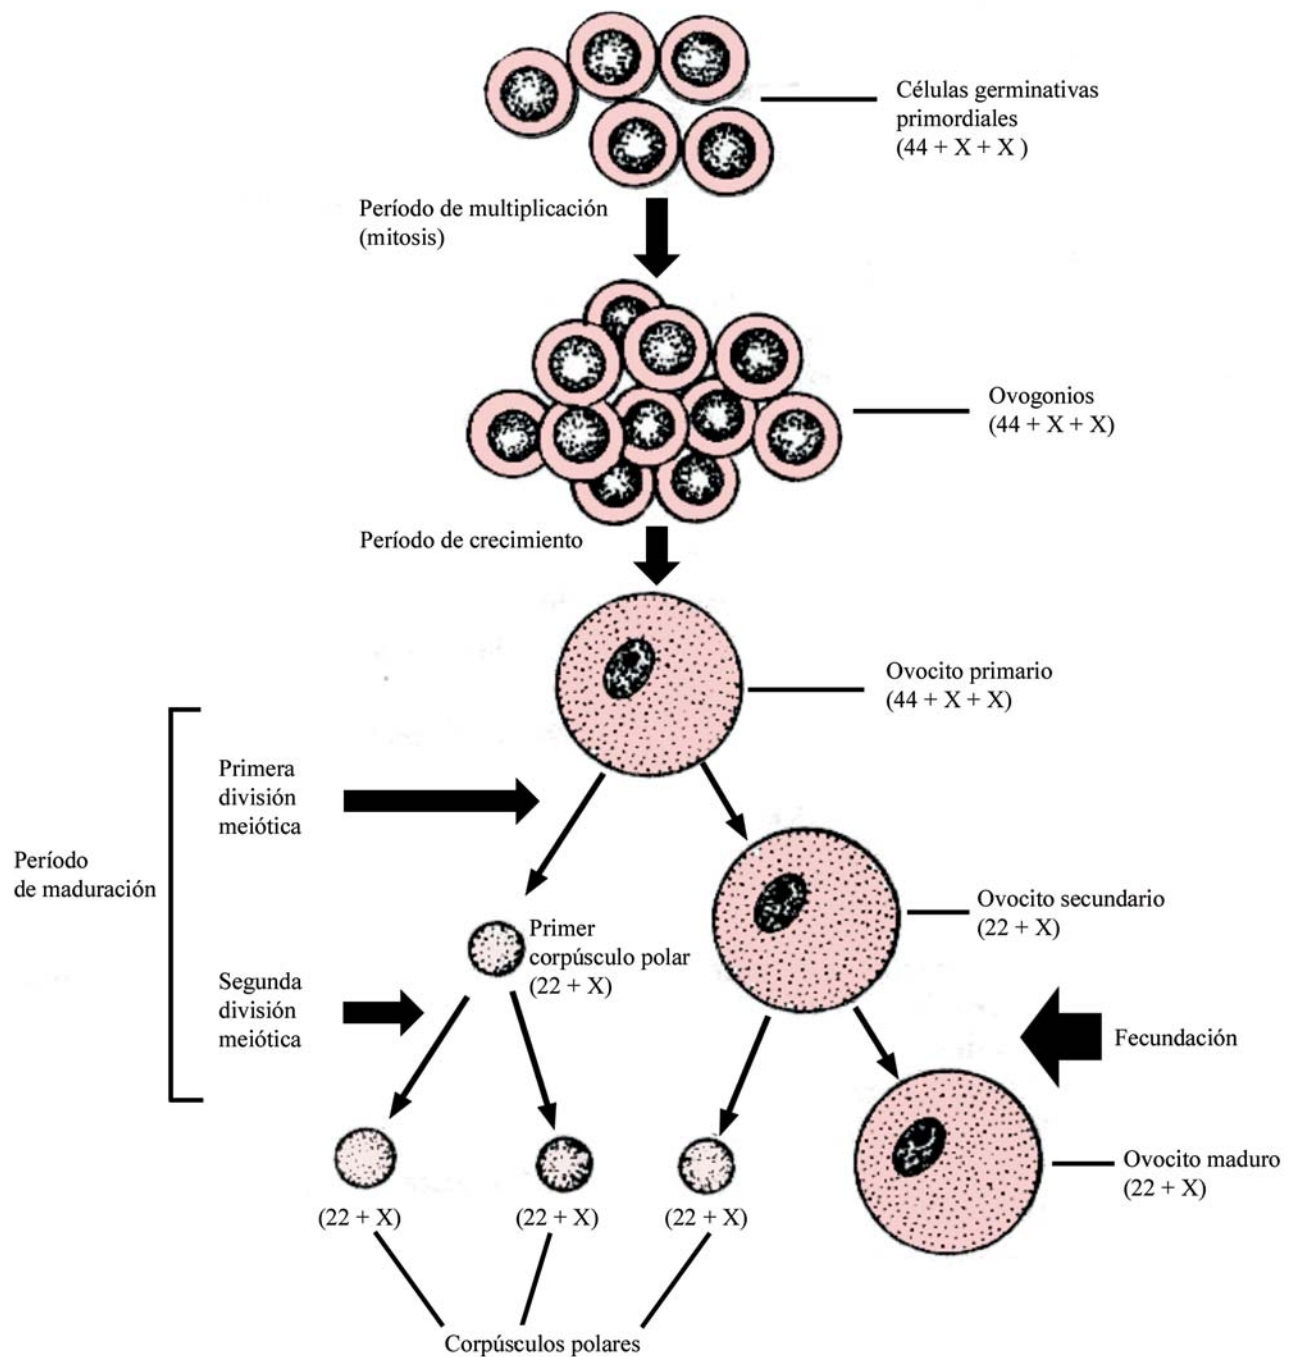 Células germinativas
primordiales
(44 + X + X )
Período de multiplicación
(mitosis)
Ovogonios
(44 + X + X)
Período de crecimiento
Ovocito primario
(44 + X + X)
Primera
división
meiótica
Período
de maduración
Ovocito secundario
(22 + X)
Primer
corpúsculo polar
(22 + X)
Segunda
división
meiótica
Fecundación
Ovocito maduro
(22 + X)
(22 + X)
(22 + X)
(22 + X)
Corpúsculos polares